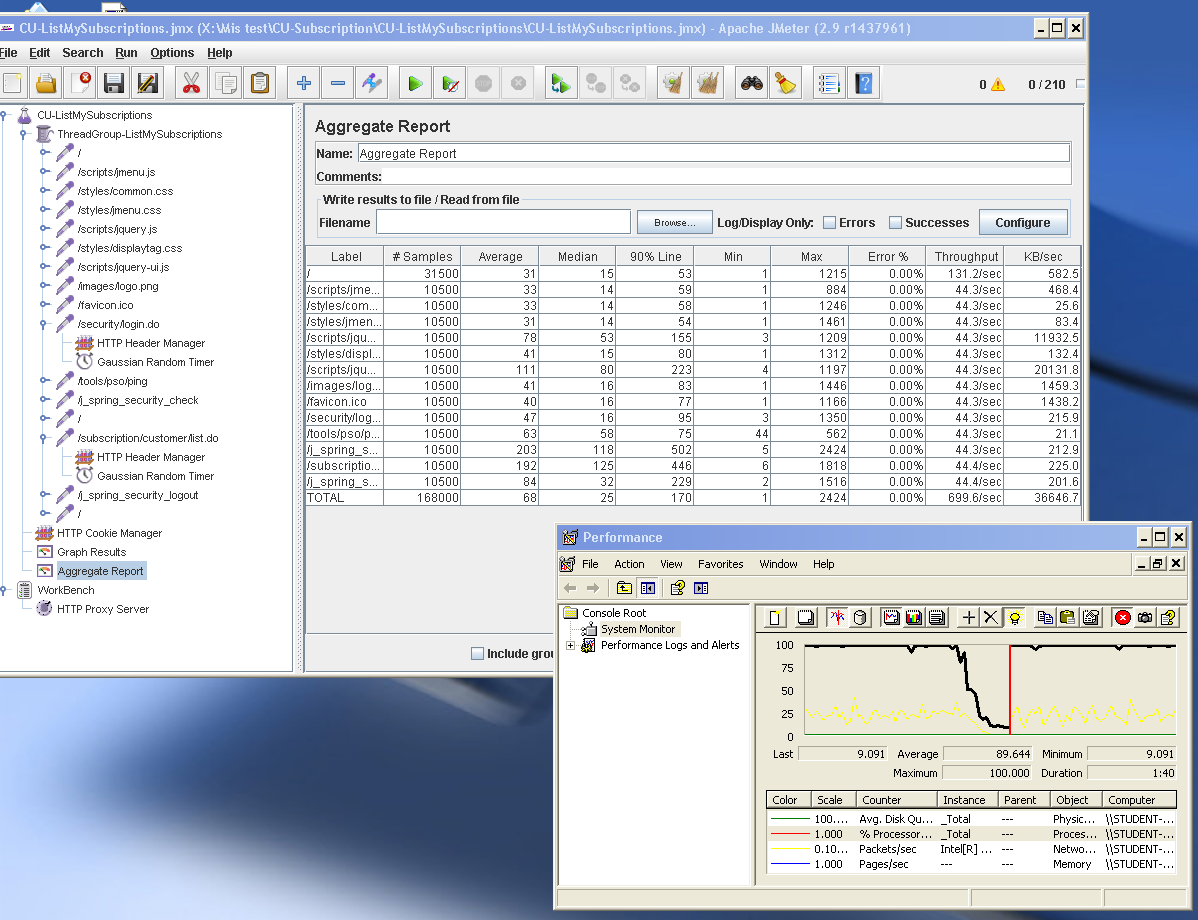 CU-ListMySubscriptions.jmx (X:\Mis test\CU-Subscription\CU-ListMySubscriptions\CU-ListMySubscriptions.jmx) - Apache JMeter (2.9 r1437961)
File Edit Search Run Options Help
0 0 / 210
CU-ListMySubscriptions
ThreadGroup-ListMySubscriptions
/
/scripts/jmenu.js
/styles/common.css
/styles/jmenu.css
/scripts/jquery.js
/styles/displaytag.css
/scripts/jquery-ui.js
/images/logo.png
/favicon.ico
/security/login.do
HTTP Header Manager
Gaussian Random Timer
/tools/pso/ping
/j_spring_security_check
/
/subscription/customer/list.do
HTTP Header Manager
Gaussian Random Timer
/j_spring_security_logout
/
HTTP Cookie Manager
Graph Results
Aggregate Report
WorkBench
HTTP Proxy Server
Aggregate Report
Name: Aggregate Report
Comments:
Write results to file / Read from file
Filename Browse... Log/Display Only: Errors Successes Configure
Label # Samples Average Median 90% Line Min Max Error % Throughput KB/sec
/ 31500 31 15 53 1 1215 0.00% 131.2/sec 582.5
/scripts/jme... 10500 33 14 59 1 884 0.00% 44.3/sec 468.4
/styles/com... 10500 33 14 58 1 1246 0.00% 44.3/sec 25.6
/styles/jmen... 10500 31 14 54 1 1461 0.00% 44.3/sec 83.4
/scripts/jqu... 10500 78 53 155 3 1209 0.00% 44.3/sec 11932.5
/styles/displ... 10500 41 15 80 1 1312 0.00% 44.3/sec 132.4
/scripts/jqu... 10500 111 80 223 4 1197 0.00% 44.3/sec 20131.8
/images/log... 10500 41 16 83 1 1446 0.00% 44.3/sec 1459.3
/favicon.ico 10500 40 16 77 1 1166 0.00% 44.3/sec 1438.2
/security/log... 10500 47 16 95 3 1350 0.00% 44.3/sec 215.9
/tools/pso/p... 10500 63 58 75 44 562 0.00% 44.3/sec 21.1
/j_spring_s... 10500 203 118 502 5 2424 0.00% 44.3/sec 212.9
/subscriptio... 10500 192 125 446 6 1818 0.00% 44.4/sec 225.0
/j_spring_s... 10500 84 32 229 2 1516 0.00% 44.4/sec 201.6
TOTAL 168000 68 25 170 1 2424 0.00% 699.6/sec 36646.7
Include grou
Performance
File Action View Favorites Window Help
Console Root
System Monitor
Performance Logs and Alerts
100
75
50
25
0
Last 9.091 Average 89.644 Minimum 9.091
Maximum 100.000 Duration 1:40
Color Scale Counter Instance Parent Object Computer
100.... Avg. Disk Qu... _Total --- Physic... \\STUDENT-...
1.000 % Processor... _Total --- Proces... \\STUDENT-...
0.10... Packets/sec Intel[R] ... --- Netwo... \\STUDENT-...
1.000 Pages/sec --- --- Memory \\STUDENT-...